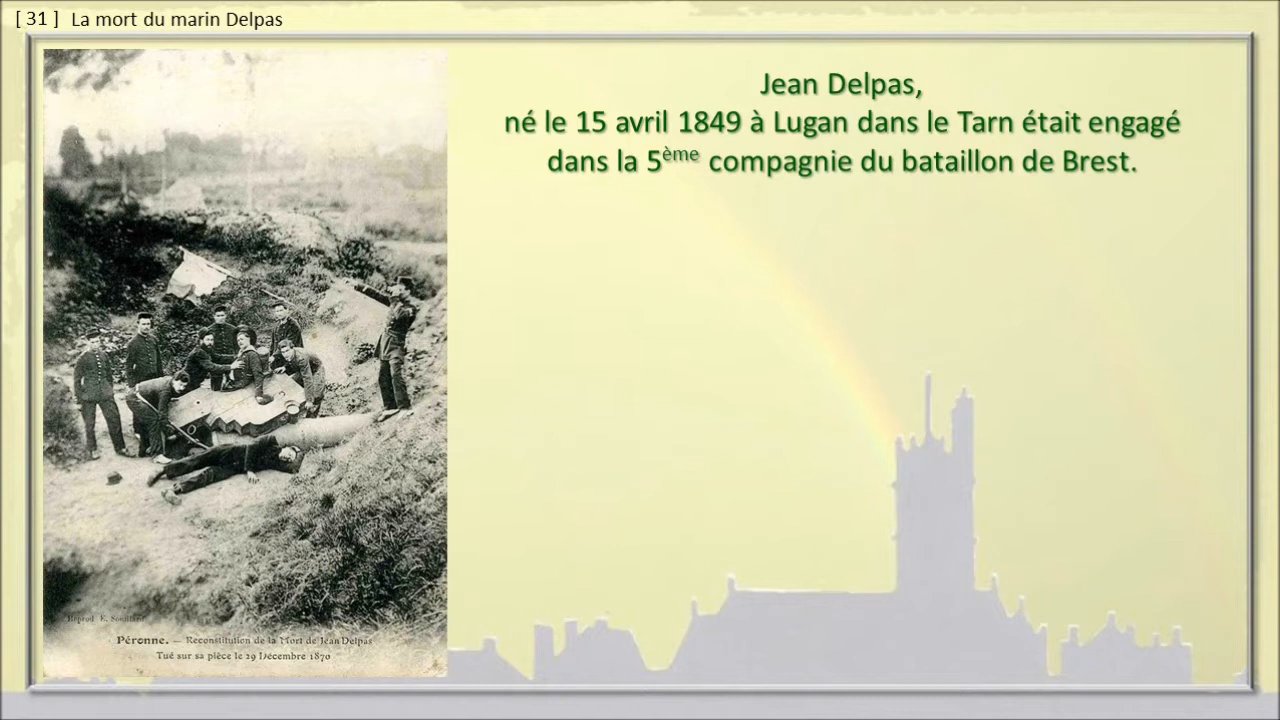 [ 31 ] La mort du marin Delpas
Jean Delpas,
né le 15 avril 1849 à Lugan dans le Tarn était engagé
dans la 5ème compagnie du bataillon de Brest.
Reprod E.
Péronne. — Reconstitution de la Mort de Jean Delpas
Tué sur sa pièce le 29 Décembre 1870